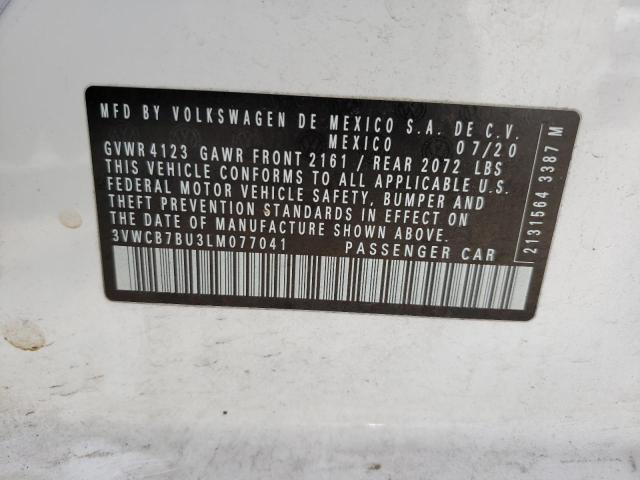 MFD BY VOLKSWAGEN DE MEXICO S.A. DE C.V.
MEXICO 07/20
GVWR 4123 GAWR FRONT 2161 / REAR 2072 LBS
THIS VEHICLE CONFORMS TO ALL APPLICABLE U.S.
FEDERAL MOTOR VEHICLE SAFETY, BUMPER AND
THEFT PREVENTION STANDARDS IN EFFECT ON
THE DATE OF MANUFACTURE SHOWN ABOVE.
3VWCB7BU3LM077041 PASSENGER CAR
2131564 3387 M